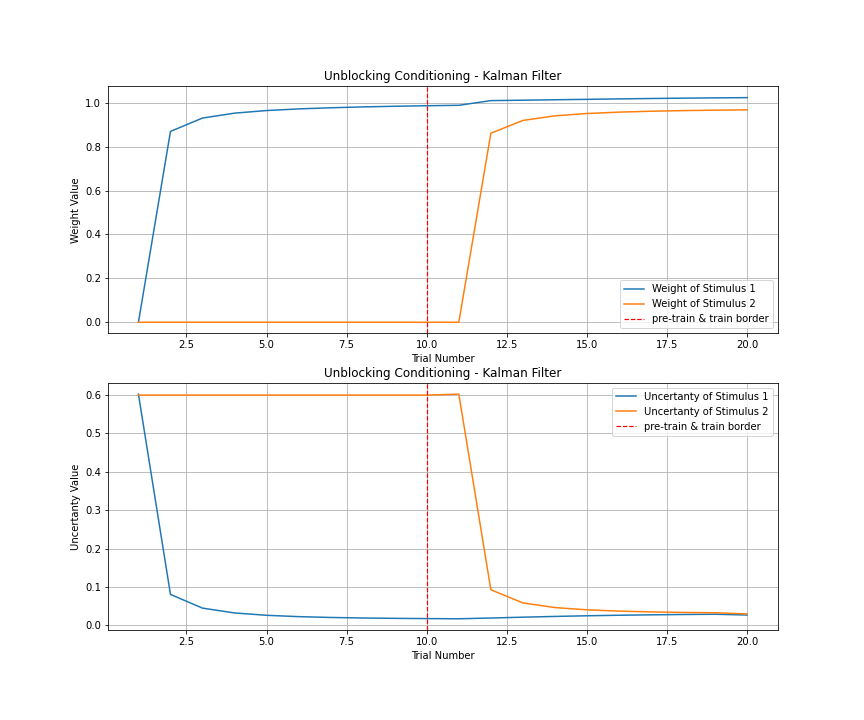 Unblocking Conditioning - Kalman Filter
Weight Value
1.0
0.8
0.6
0.4
0.2
0.0
Weight of Stimulus 1
Weight of Stimulus 2
pre-train & train border
2.5 5.0 7.5 10.0 12.5 15.0 17.5 20.0
Trial Number
Unblocking Conditioning - Kalman Filter
Uncertanty Value
0.6
0.5
0.4
0.3
0.2
0.1
0.0
Uncertanty of Stimulus 1
Uncertanty of Stimulus 2
pre-train & train border
2.5 5.0 7.5 10.0 12.5 15.0 17.5 20.0
Trial Number